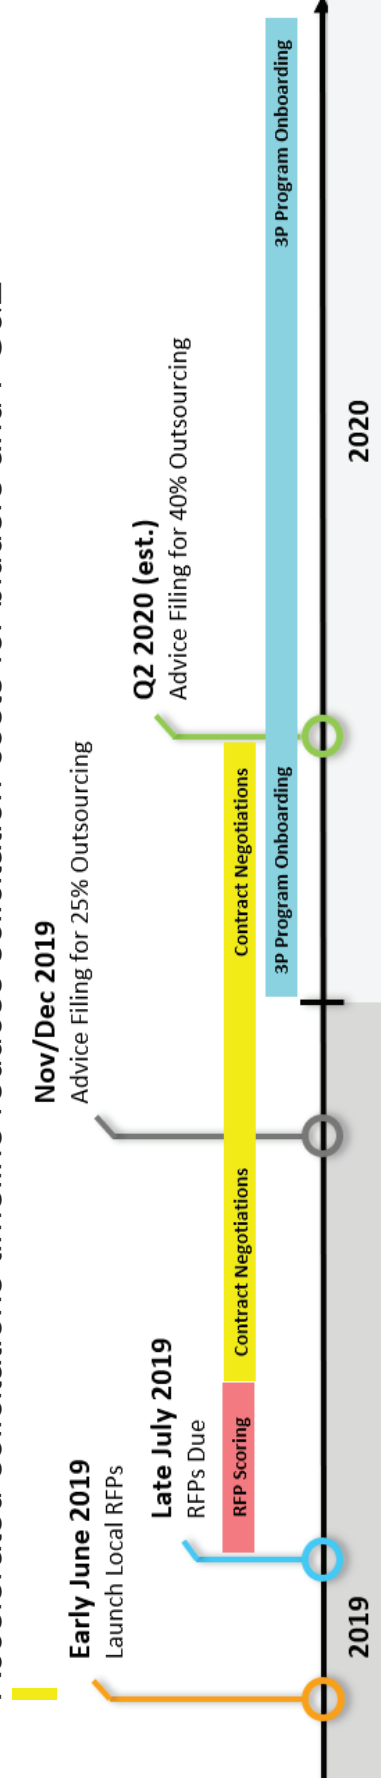 Early June 2019
Launch Local RFPs
Late July 2019
RFPs Due
Nov/Dec 2019
Advice Filing for 25% Outsourcing
Q2 2020 (est.)
Advice Filing for 40% Outsourcing
RFP Scoring
Contract Negotiations
Contract Negotiations
3P Program Onboarding
3P Program Onboarding
2019
2020